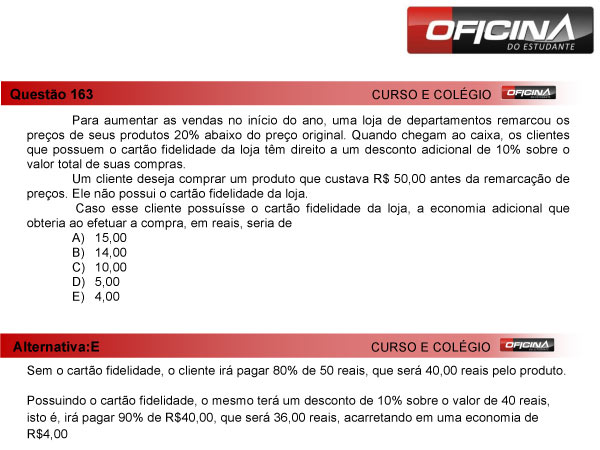 OFICINA
DO ESTUDANTE
Questão 163 CURSO E COLÉGIO OFICINA
Para aumentar as vendas no início do ano, uma loja de departamentos remarcou os
preços de seus produtos 20% abaixo do preço original. Quando chegam ao caixa, os clientes
que possuem o cartão fidelidade da loja têm direito a um desconto adicional de 10% sobre o
valor total de suas compras.
Um cliente deseja comprar um produto que custava R$ 50,00 antes da remarcação de
preços. Ele não possui o cartão fidelidade da loja.
Caso esse cliente possuísse o cartão fidelidade da loja, a economia adicional que
obteria ao efetuar a compra, em reais, seria de
A) 15,00
B) 14,00
C) 10,00
D) 5,00
E) 4,00
Alternativa:E CURSO E COLÉGIO OFICINA
Sem o cartão fidelidade, o cliente irá pagar 80% de 50 reais, que será 40,00 reais pelo produto.
Possuindo o cartão fidelidade, o mesmo terá um desconto de 10% sobre o valor de 40 reais,
isto é, irá pagar 90% de R$40,00, que será 36,00 reais, acarretando em uma economia de
R$4,00